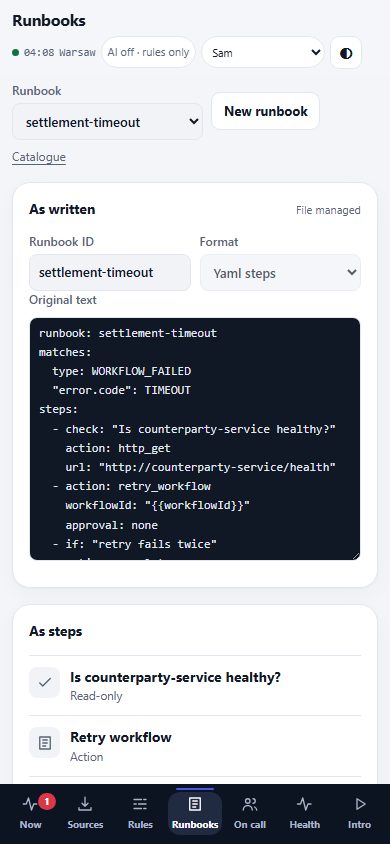 Runbooks
04:08 Warsaw
AI off · rules only
Sam
Runbook
settlement-timeout
New runbook
Catalogue
As written
File managed
Runbook ID
Format
settlement-timeout
Yaml steps
Original text
runbook: settlement-timeout
matches:
  type: WORKFLOW_FAILED
  "error.code": TIMEOUT
steps:
  - check: "Is counterparty-service healthy?"
    action: http_get
    url: "http://counterparty-service/health"
  - action: retry_workflow
    workflowId: "{{workflowId}}"
    approval: none
  - if: "retry fails twice"
As steps
Is counterparty-service healthy?
Read-only
Retry workflow
Action
1
Now
Sources
Rules
Runbooks
On call
Health
Intro